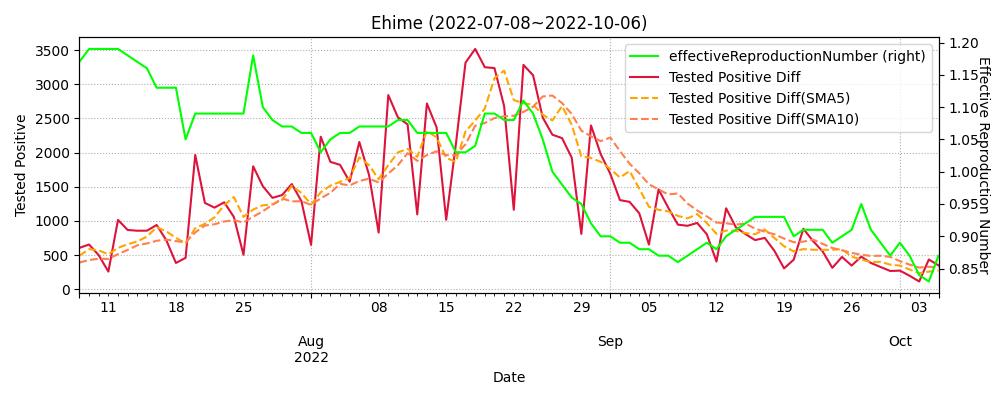 Ehime (2022-07-08~2022-10-06)
effectiveReproductionNumber (right)
Tested Positive Diff
Tested Positive Diff(SMA5)
Tested Positive Diff(SMA10)
Tested Positive
3500
3000
2500
2000
1500
1000
500
0
1.20
1.15
1.10
1.05
1.00
0.95
0.90
0.85
Effective Reproduction Number
11 18 25 08 15 22 29 05 12 19 26 03
Aug Sep Oct
2022
Date